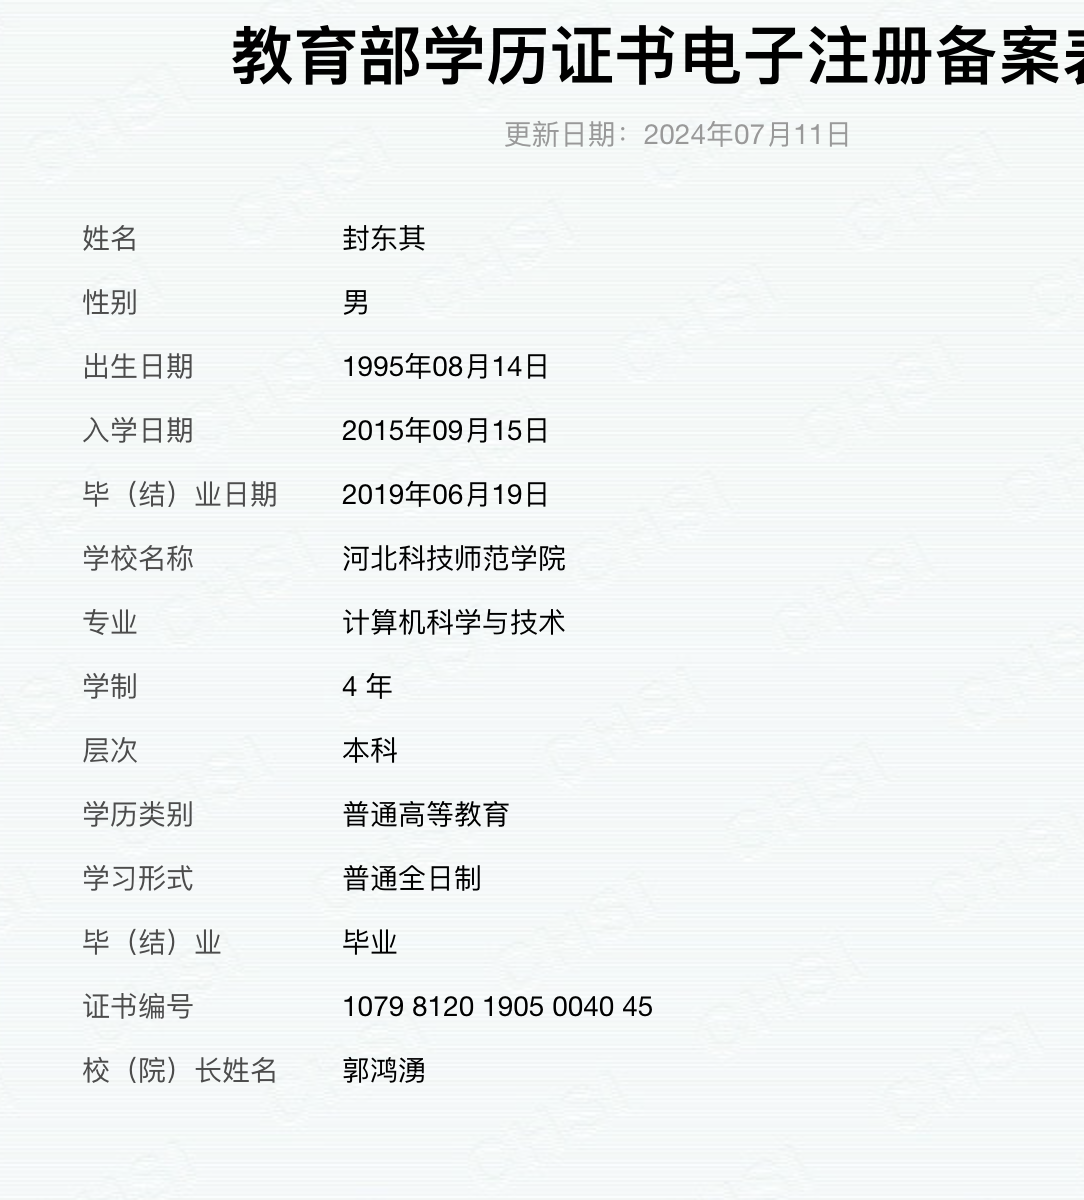 教育部学历证书电子注册备案表
更新日期：2024年07月11日
姓名 封东其
性别 男
出生日期 1995年08月14日
入学日期 2015年09月15日
毕（结）业日期 2019年06月19日
学校名称 河北科技师范学院
专业 计算机科学与技术
学制 4 年
层次 本科
学历类别 普通高等教育
学习形式 普通全日制
毕（结）业 毕业
证书编号 1079 8120 1905 0040 45
校（院）长姓名 郭鸿湧